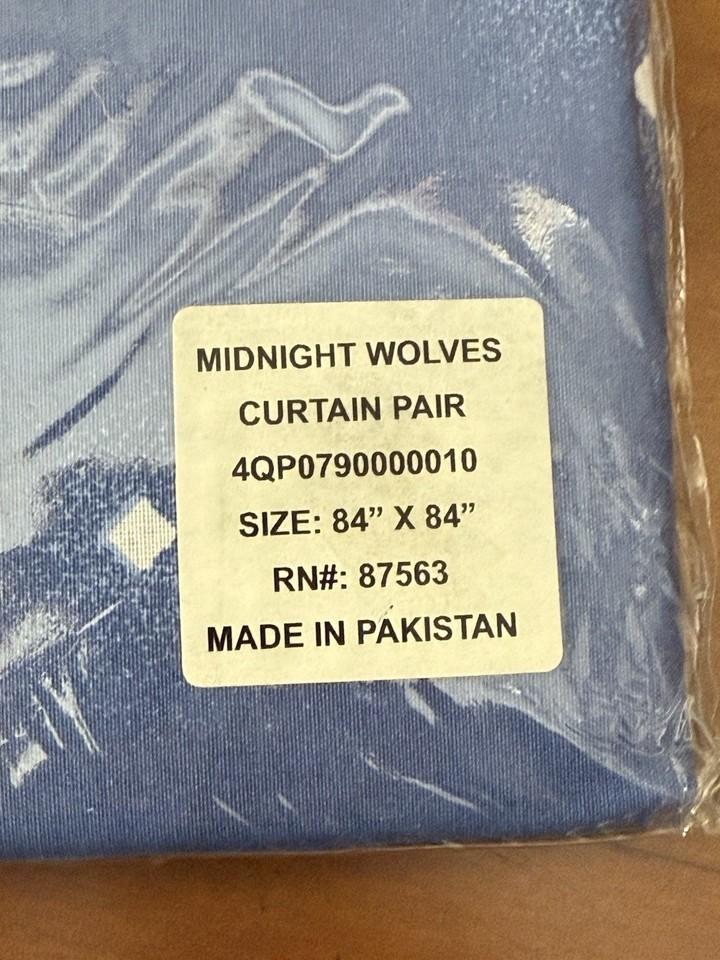 MIDNIGHT WOLVES
CURTAIN PAIR
4QP0790000010
SIZE: 84” X 84”
RN#: 87563
MADE IN PAKISTAN